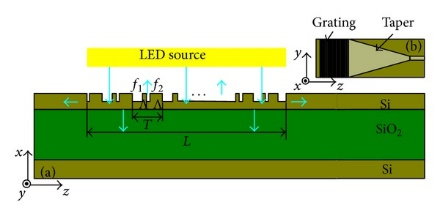 Grating Taper
(b)
y
x z
LED source
f₁ f₂
...
Si
T
SiO₂
L
x
Si
(a)
y z